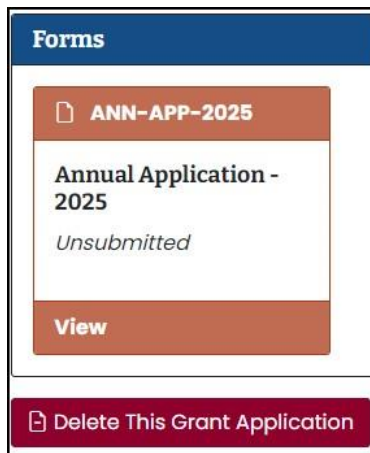 Forms
ANN-APP-2025
Annual Application -
2025
Unsubmitted
View
Delete This Grant Application